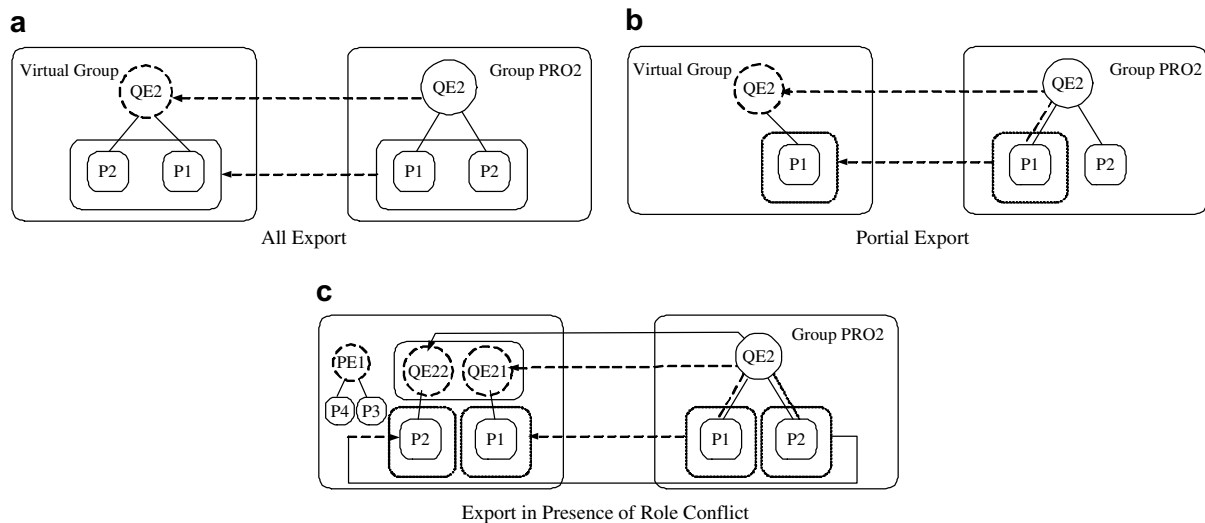 a
Virtual Group
QE2
P2
P1
Group PRO2
QE2
P1
P2
All Export
b
Virtual Group
QE2
P1
Group PRO2
QE2
P1
P2
Portial Export
c
PE1
P4
P3
QE22
QE21
P2
P1
Group PRO2
QE2
P1
P2
Export in Presence of Role Conflict